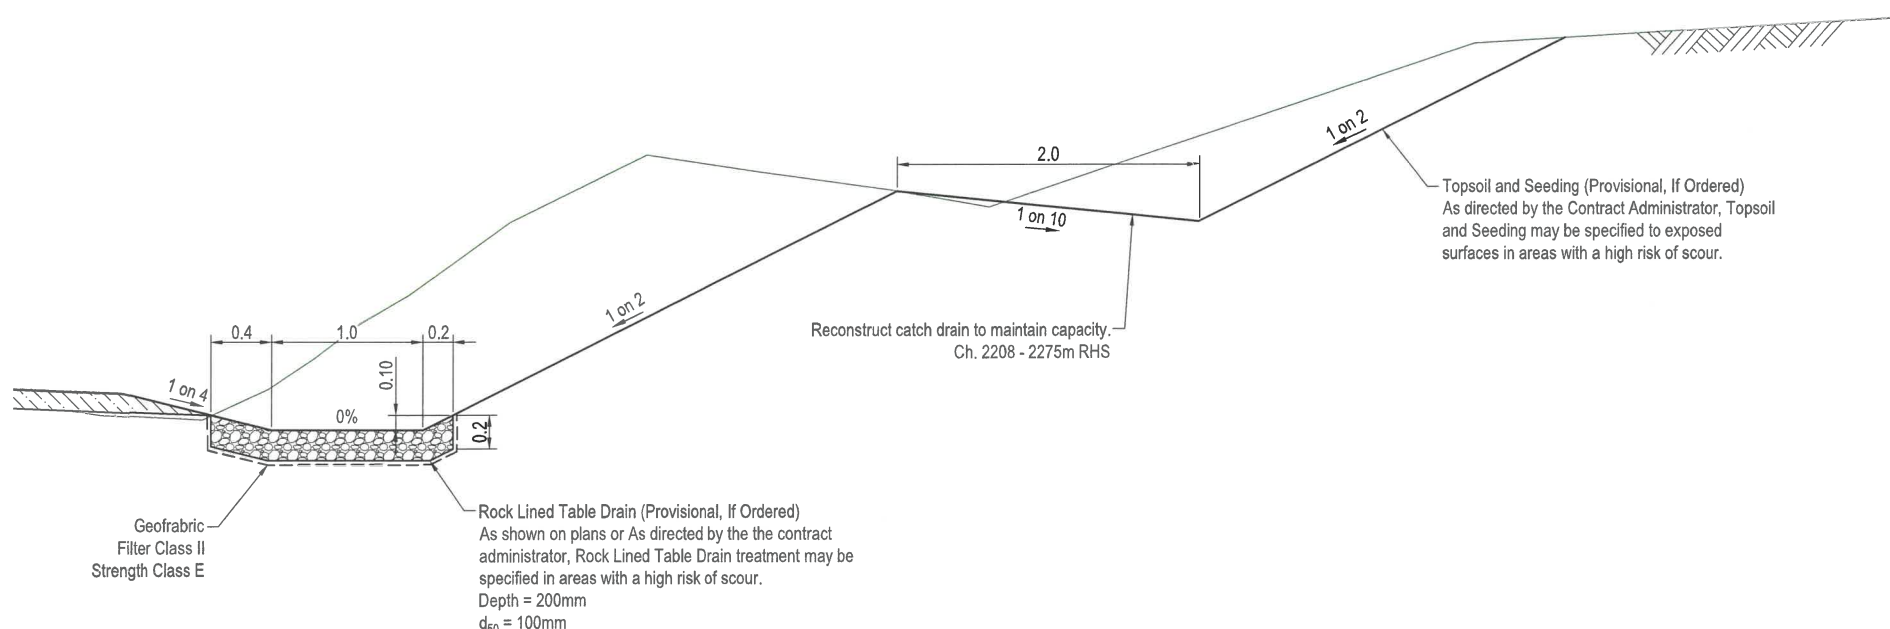 1 on 2
2.0
Topsoil and Seeding (Provisional, If Ordered)
As directed by the Contract Administrator, Topsoil
and Seeding may be specified to exposed
surfaces in areas with a high risk of scour.
1 on 10
1 on 2
Reconstruct catch drain to maintain capacity.
Ch. 2208 - 2275m RHS
0.4
1.0
0.2
0.10
1 on 4
0%
0.2
Geofrabric
Filter Class II
Strength Class E
Rock Lined Table Drain (Provisional, If Ordered)
As shown on plans or As directed by the the contract
administrator, Rock Lined Table Drain treatment may be
specified in areas with a high risk of scour.
Depth = 200mm
d50 = 100mm